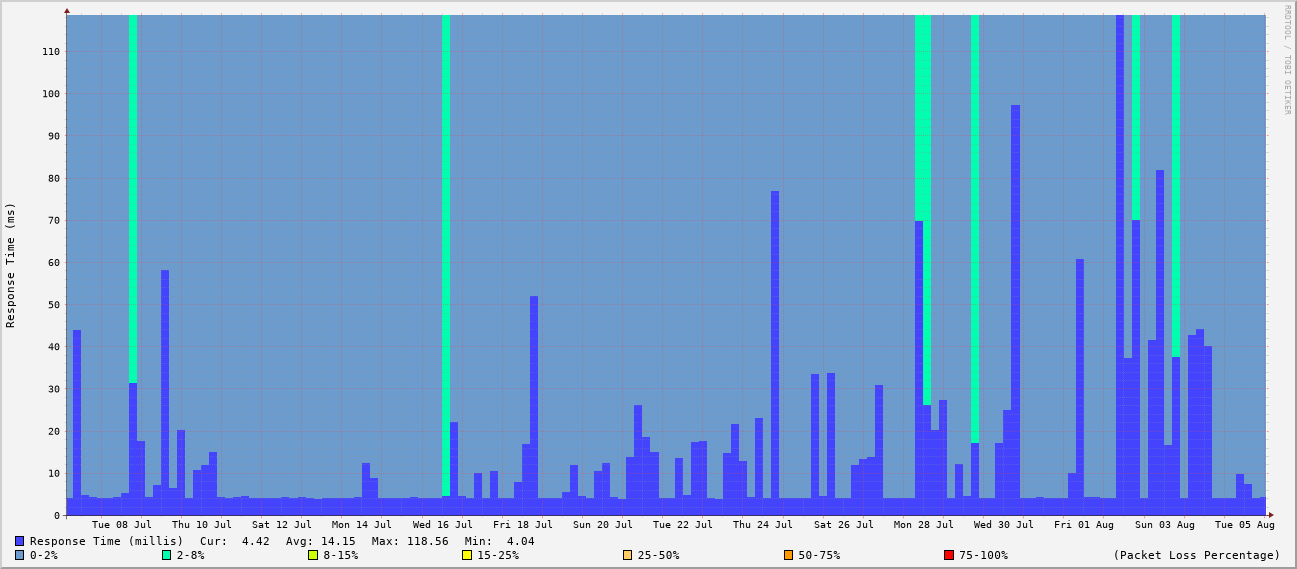 RRDTOOL / TOBI OETIKER
Response Time (ms)
110
100
90
80
70
60
50
40
30
20
10
0
Tue 08 Jul Thu 10 Jul Sat 12 Jul Mon 14 Jul Wed 16 Jul Fri 18 Jul Sun 20 Jul Tue 22 Jul Thu 24 Jul Sat 26 Jul Mon 28 Jul Wed 30 Jul Fri 01 Aug Sun 03 Aug Tue 05 Aug
Response Time (millis) Cur: 4.42 Avg: 14.15 Max: 118.56 Min: 4.04
0-2% 2-8% 8-15% 15-25% 25-50% 50-75% 75-100% (Packet Loss Percentage)